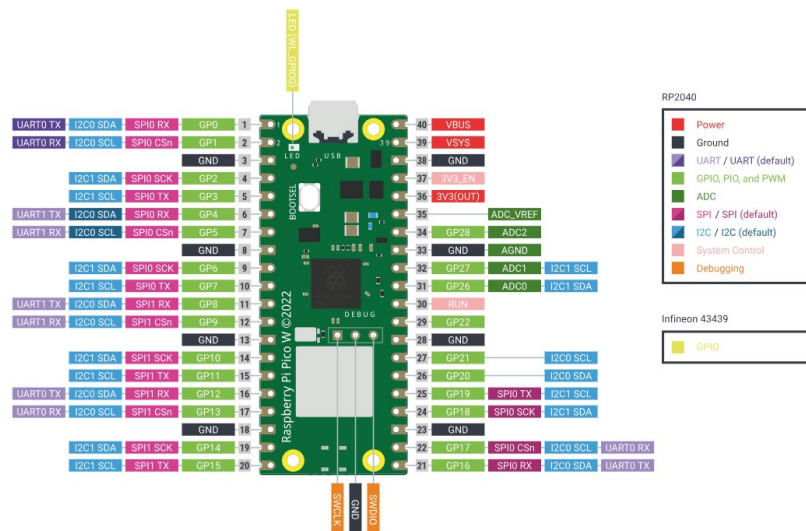 LED (WL_GPIO0)
UART0 TX I2C0 SDA SPI0 RX GP0 1 1 40 VBUS
UART0 RX I2C0 SCL SPI0 CSn GP1 2 2 LED USB 39 39 VSYS
GND 3 38 GND
I2C1 SDA SPI0 SCK GP2 4 37 3V3_EN
I2C1 SCL SPI0 TX GP3 5 BOOTSEL 36 3V3(OUT)
UART1 TX I2C0 SDA SPI0 RX GP4 6 35 ADC_VREF
UART1 RX I2C0 SCL SPI0 CSn GP5 7 34 GP28 ADC2
GND 8 33 GND AGND
I2C1 SDA SPI0 SCK GP6 9 32 GP27 ADC1 I2C1 SCL
I2C1 SCL SPI0 TX GP7 10 31 GP26 ADC0 I2C1 SDA
UART1 TX I2C0 SDA SPI1 RX GP8 11 30 RUN
UART1 RX I2C0 SCL SPI1 CSn GP9 12 DEBUG 29 GP22
GND 13 28 GND
I2C1 SDA SPI1 SCK GP10 14 27 GP21 I2C0 SCL
I2C1 SCL SPI1 TX GP11 15 26 GP20 I2C0 SDA
UART0 TX I2C0 SDA SPI1 RX GP12 16 25 GP19 SPI0 TX I2C1 SCL
UART0 RX I2C0 SCL SPI1 CSn GP13 17 24 GP18 SPI0 SCK I2C1 SDA
GND 18 23 GND
I2C1 SDA SPI1 SCK GP14 19 22 GP17 SPI0 CSn I2C0 SCL UART0 RX
I2C1 SCL SPI1 TX GP15 20 21 GP16 SPI0 RX I2C0 SDA UART0 TX
Raspberry Pi Pico W ©2022
SWCLK
GND
SWDIO
RP2040
Power
Ground
UART / UART (default)
GPIO, PIO, and PWM
ADC
SPI / SPI (default)
I2C / I2C (default)
System Control
Debugging
Infineon 43439
GPIO